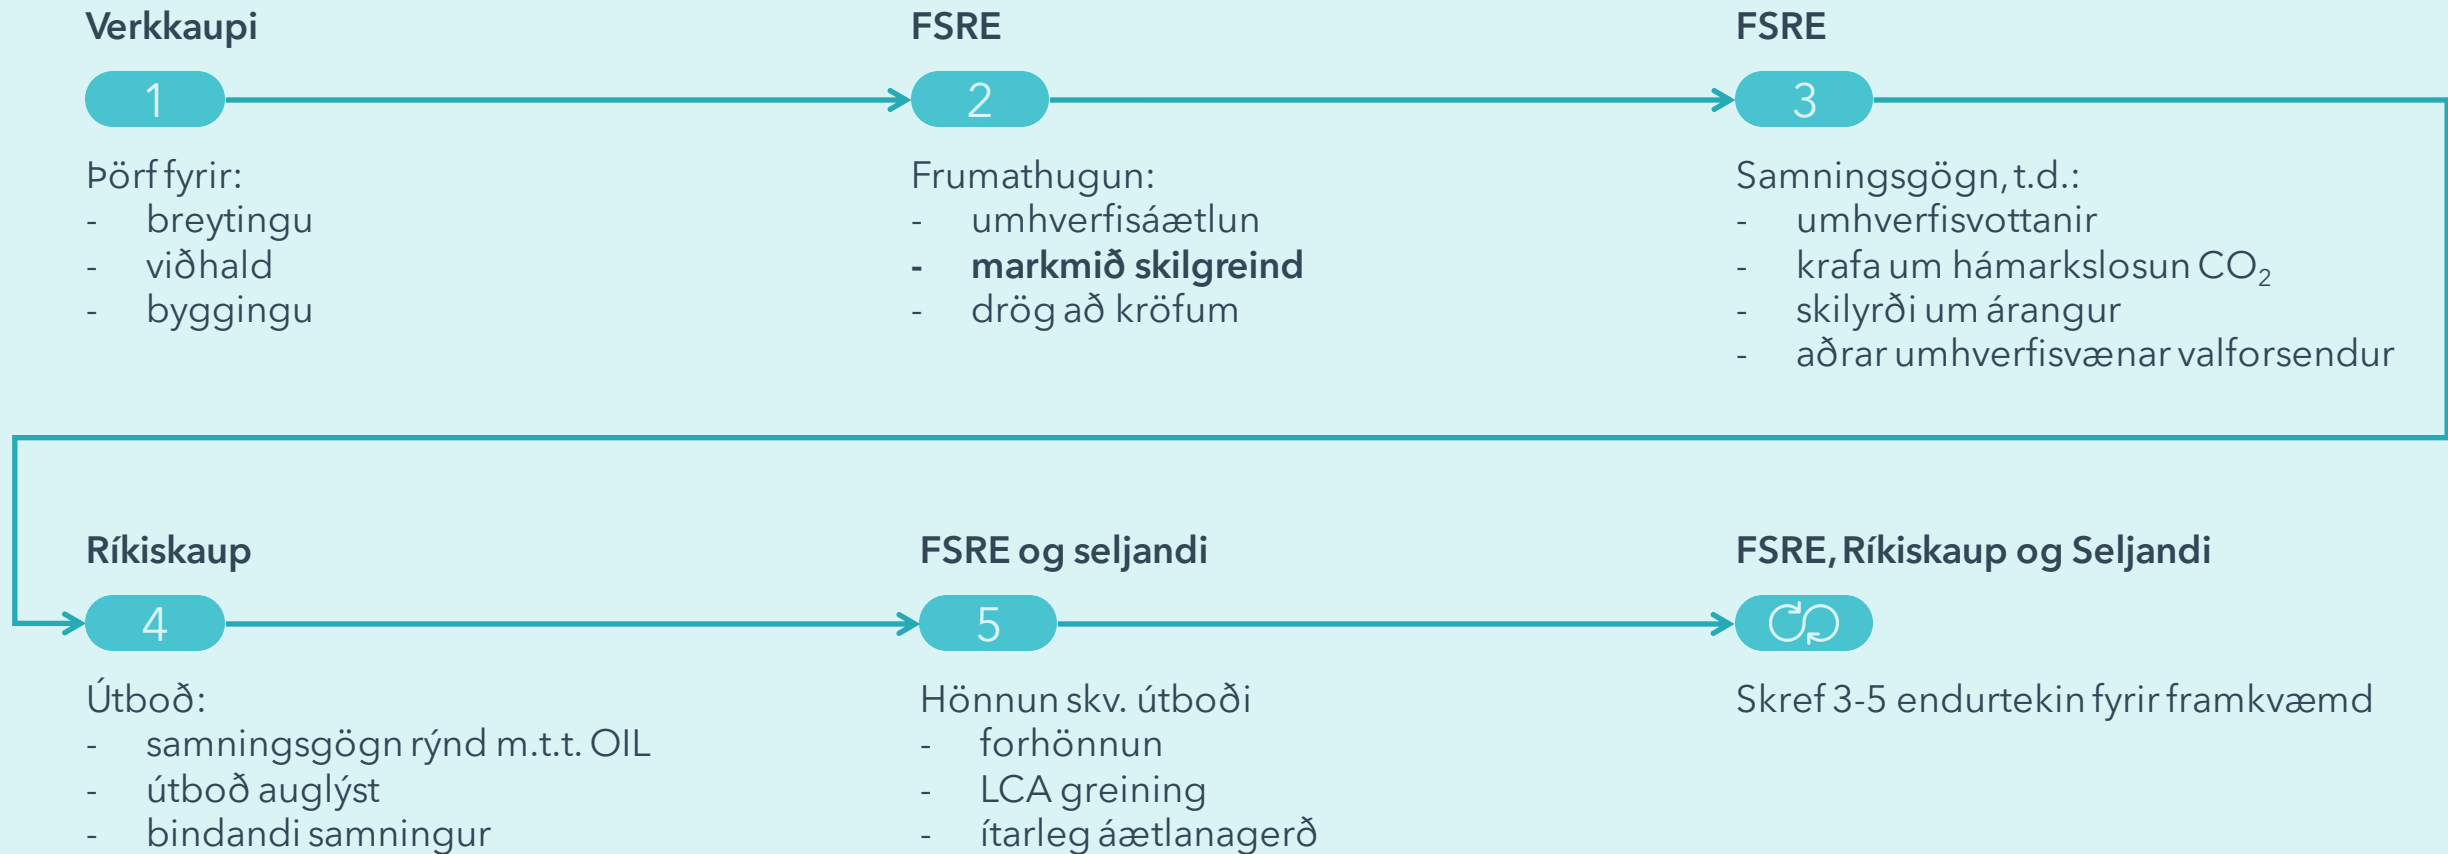 Verkkaupi
1
Þörf fyrir:
- breytingu
- viðhald
- byggingu
FSRE
2
Frumathugun:
- umhverfisáætlun
- markmið skilgreind
- drög að kröfum
FSRE
3
Samningsgögn, t.d.:
- umhverfisvottanir
- krafa um hámarkslosun CO₂
- skilyrði um árangur
- aðrar umhverfisvænar valforsendur
Ríkiskaup
4
Útboð:
- samningsgögn rýnd m.t.t. OIL
- útboð auglýst
- bindandi samningur
FSRE og seljandi
5
Hönnun skv. útboði
- forhönnun
- LCA greining
- ítarleg áætlanagerð
FSRE, Ríkiskaup og Seljandi
Skref 3-5 endurtekin fyrir framkvæmd